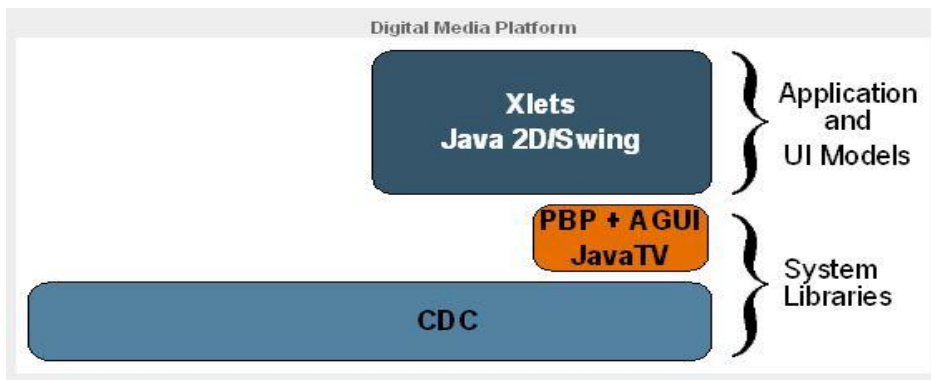 Digital Media Platform
Xlets
Java 2D/Swing
Application
and
UI Models
PBP + AGUI
JavaTV
System
Libraries
CDC